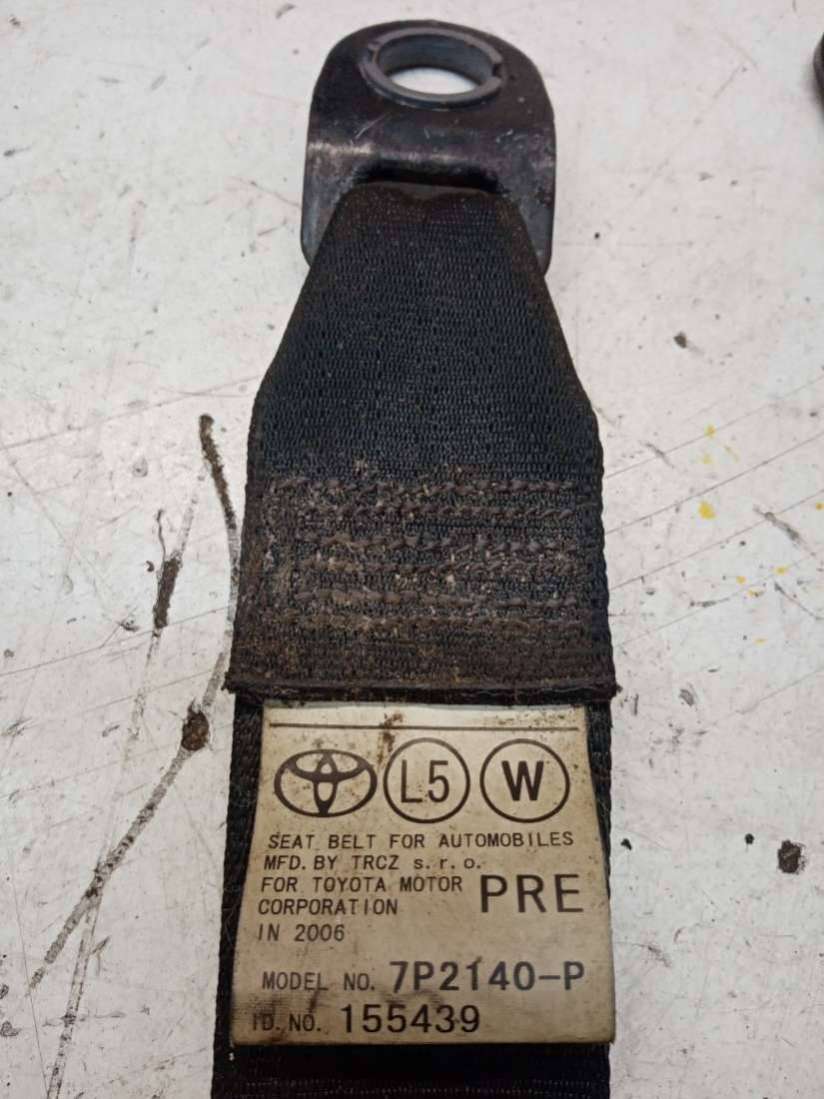 L5 W
SEAT BELT FOR AUTOMOBILES
MFD. BY TRCZ s. r. o.
FOR TOYOTA MOTOR
CORPORATION PRE
IN 2006
MODEL NO. 7P2140-P
ID. NO. 155439